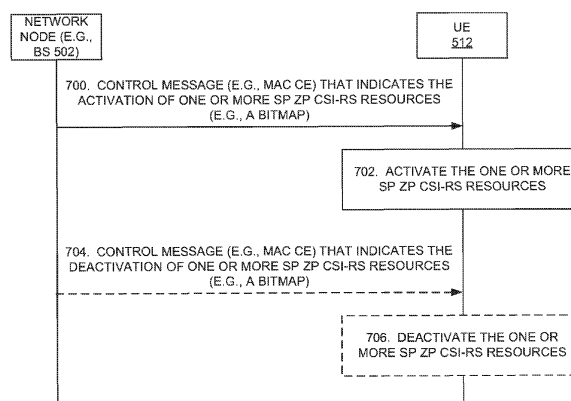 NETWORK
NODE (E.G.,
BS 502)
UE
512
700. CONTROL MESSAGE (E.G., MAC CE) THAT INDICATES THE
ACTIVATION OF ONE OR MORE SP ZP CSI-RS RESOURCES
(E.G., A BITMAP)
702. ACTIVATE THE ONE OR MORE
SP ZP CSI-RS RESOURCES
704. CONTROL MESSAGE (E.G., MAC CE) THAT INDICATES THE
DEACTIVATION OF ONE OR MORE SP ZP CSI-RS RESOURCES
(E.G., A BITMAP)
706. DEACTIVATE THE ONE OR
MORE SP ZP CSI-RS RESOURCES